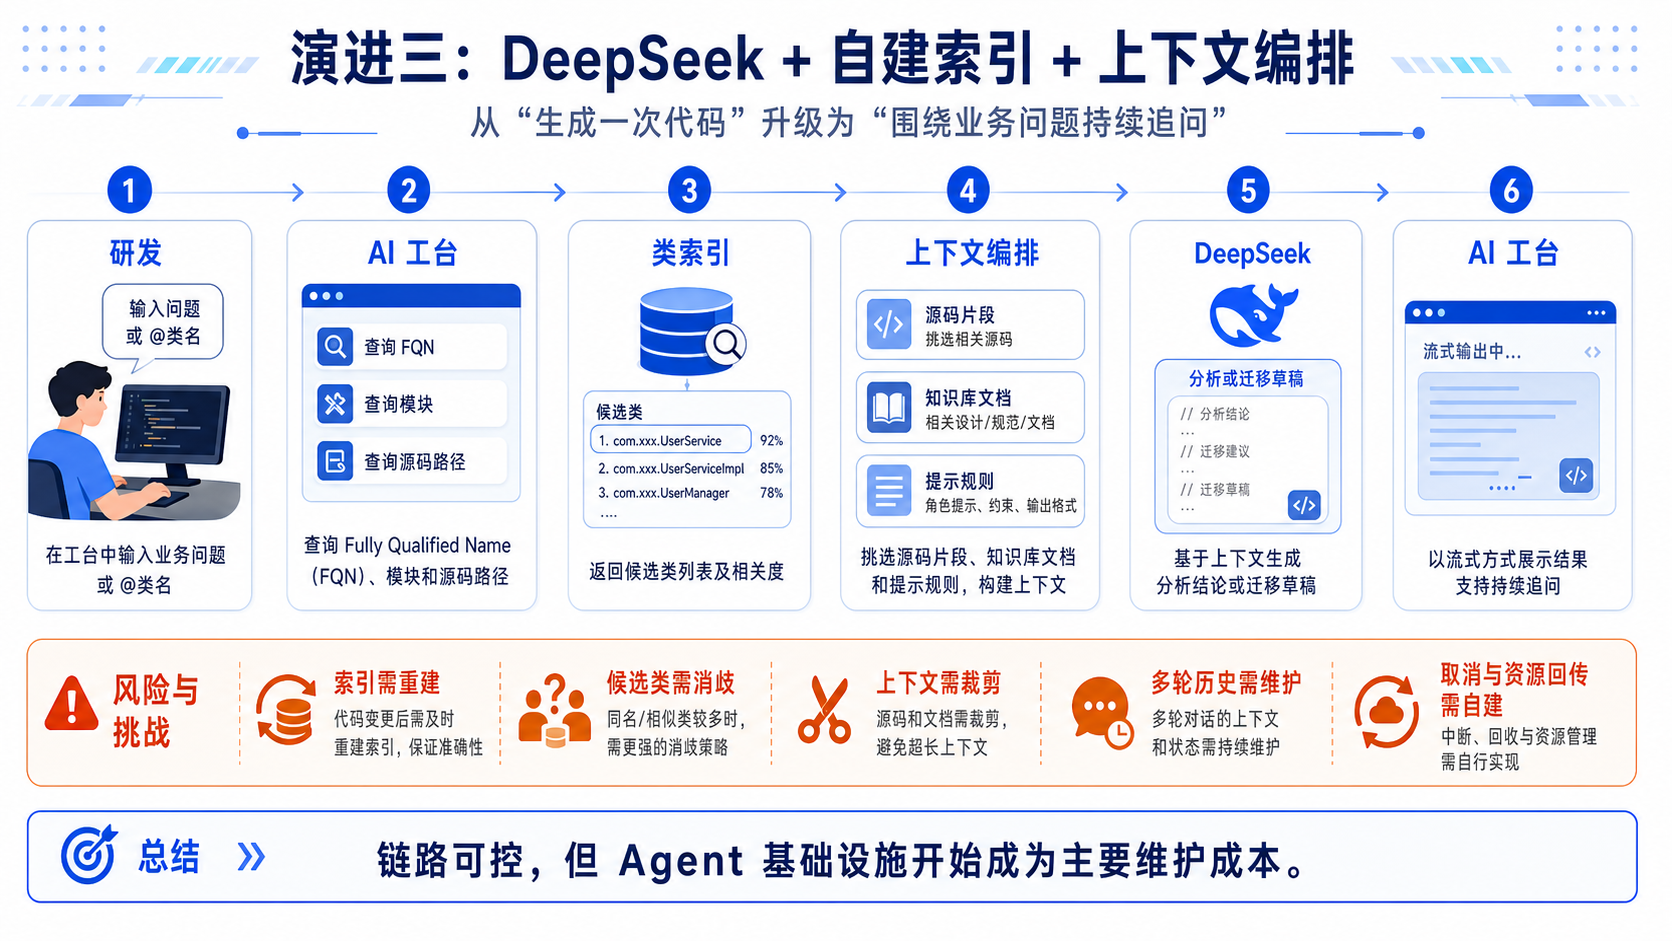 演进三：DeepSeek + 自建索引 + 上下文编排
从“生成一次代码”升级为“围绕业务问题持续追问”
1
研发
输入问题
或 @类名
在工台中输入业务问题
或 @类名
2
AI 工台
查询 FQN
查询模块
查询源码路径
查询 Fully Qualified Name
（FQN）、模块和源码路径
3
类索引
候选类
1. com.xxx.UserService 92%
2. com.xxx.UserServiceImpl 85%
3. com.xxx.UserManager 78%
....
返回候选类列表及相关度
4
上下文编排
</>
源码片段
挑选相关源码
知识库文档
相关设计/规范/文档
提示规则
角色提示、约束、输出格式
挑选源码片段、知识库文档
和提示规则，构建上下文
5
DeepSeek
分析或迁移草稿
// 分析结论
...
// 迁移建议
...
// 迁移草稿
...
</>
基于上下文生成
分析结论或迁移草稿
6
AI 工台
流式输出中...
<>
</>
以流式方式展示结果
支持持续追问
风险与
挑战
索引需重建
代码变更后需及时
重建索引，保证准确性
候选类需消歧
同名/相似类较多时，
需更强的消歧策略
上下文需裁剪
源码和文档需裁剪，
避免超长上下文
多轮历史需维护
多轮对话的上下文
和状态需持续维护
取消与资源回传
需自建
中断、回收与资源管理
需自行实现
总结
链路可控，但 Agent 基础设施开始成为主要维护成本。